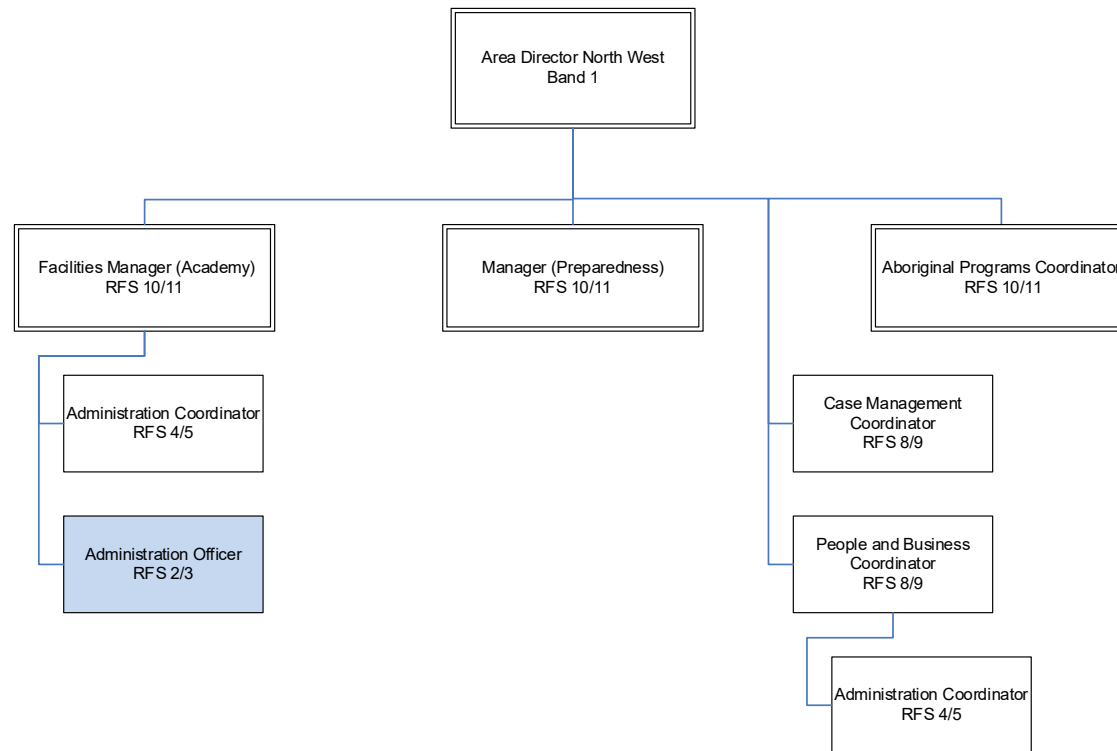 Area Director North West
Band 1
Facilities Manager (Academy)
RFS 10/11
Manager (Preparedness)
RFS 10/11
Aboriginal Programs Coordinator
RFS 10/11
Administration Coordinator
RFS 4/5
Case Management
Coordinator
RFS 8/9
Administration Officer
RFS 2/3
People and Business
Coordinator
RFS 8/9
Administration Coordinator
RFS 4/5